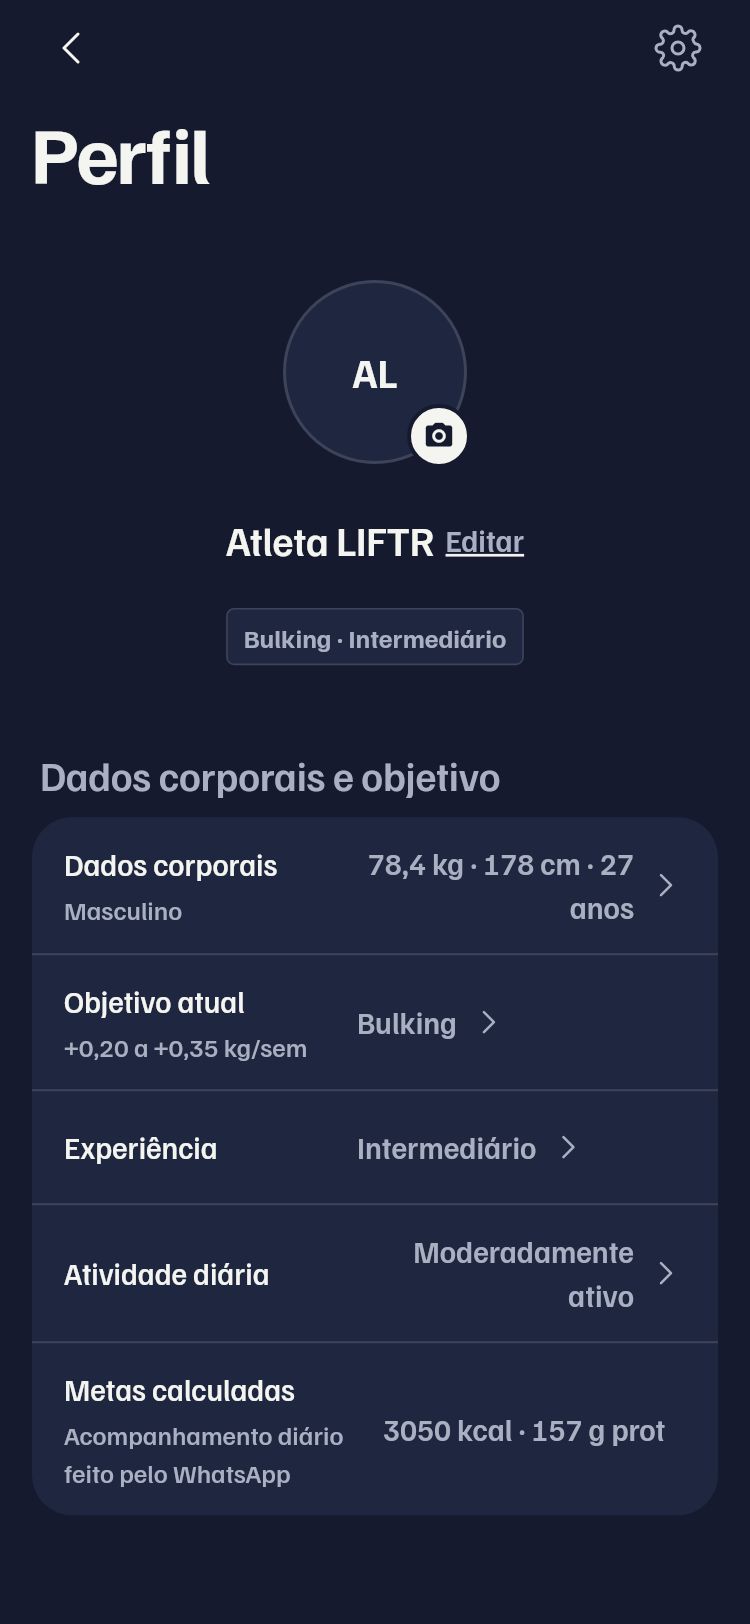 Perfil
AL
Atleta LIFTR Editar
Bulking · Intermediário
Dados corporais e objetivo
Dados corporais
Masculino
78,4 kg · 178 cm · 27
anos
Objetivo atual
+0,20 a +0,35 kg/sem
Bulking
Experiência
Intermediário
Atividade diária
Moderadamente
ativo
Metas calculadas
Acompanhamento diário
feito pelo WhatsApp
3050 kcal · 157 g prot